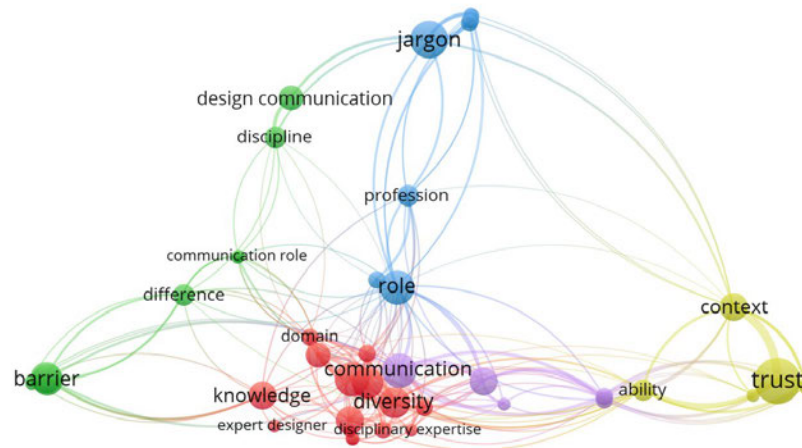 jargon
design communication
discipline
profession
communication role
difference
role
context
domain
barrier
communication
trust
knowledge
diversity
ability
expert designer
disciplinary expertise